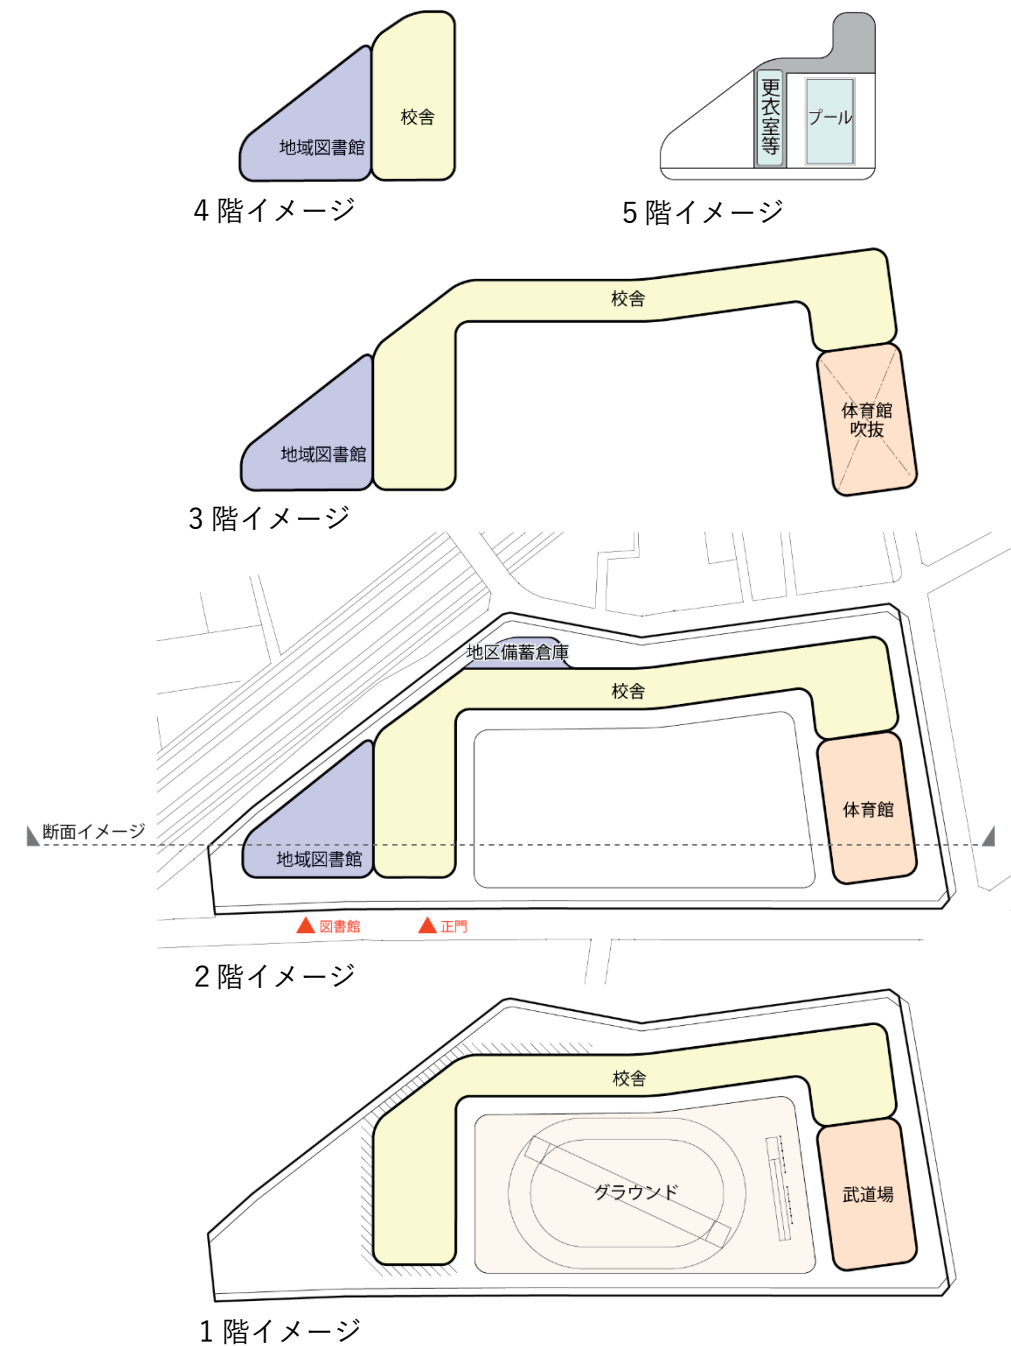 校舎
地域図書館
4階イメージ
更衣室等
プール
5階イメージ
校舎
地域図書館
体育館
吹抜
3階イメージ
地区備蓄倉庫
校舎
体育館
断面イメージ
地域図書館
図書館
正門
2階イメージ
校舎
グラウンド
武道場
1階イメージ